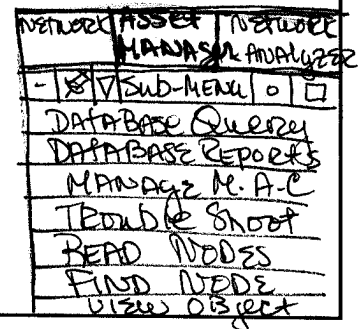 NETWORK ASSET MANAGER NETWORK ANALYZER
- SUB-MENU
DATABASE QUERY
DATABASE REPORTS
MANAGE M.A-C
TROUBLE SHOOT
READ NODES
FIND NODE
VIEW OBJECT